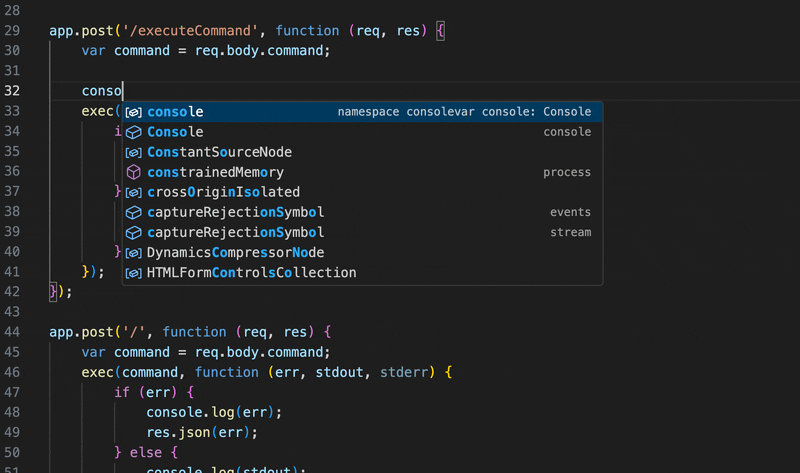 28
29 app.post('/executeCommand', function (req, res) {
30 var command = req.body.command;
31
32 conso
33 exec(
34 i
35
36
37 }
38
39
40 }
41 });
42 });
console namespace consolevar console: Console
Console console
ConstantSourceNode
constrainedMemory process
crossOriginIsolated
captureRejectionSymbol events
captureRejectionSymbol stream
DynamicsCompressorNode
HTMLFormControlsCollection
43
44 app.post('/', function (req, res) {
45 var command = req.body.command;
46 exec(command, function (err, stdout, stderr) {
47 if (err) {
48 console.log(err);
49 res.json(err);
50 } else {
51 console.log(stdout);